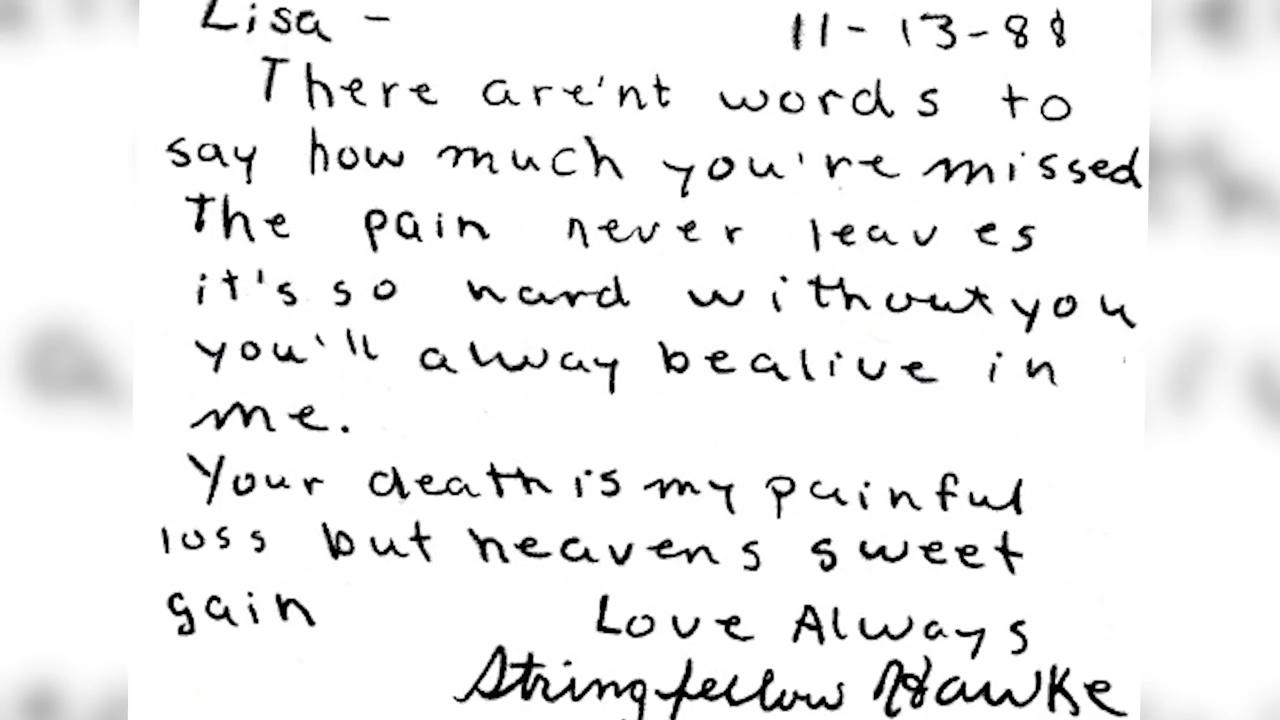 Lisa - 11-13-88
There are'nt words to
say how much you're missed
The pain never leaves
it's so hard without you
you'll alway be alive in
me.
Your death is my painful
loss but heavens sweet
gain Love Always
Stringfellow Hawke